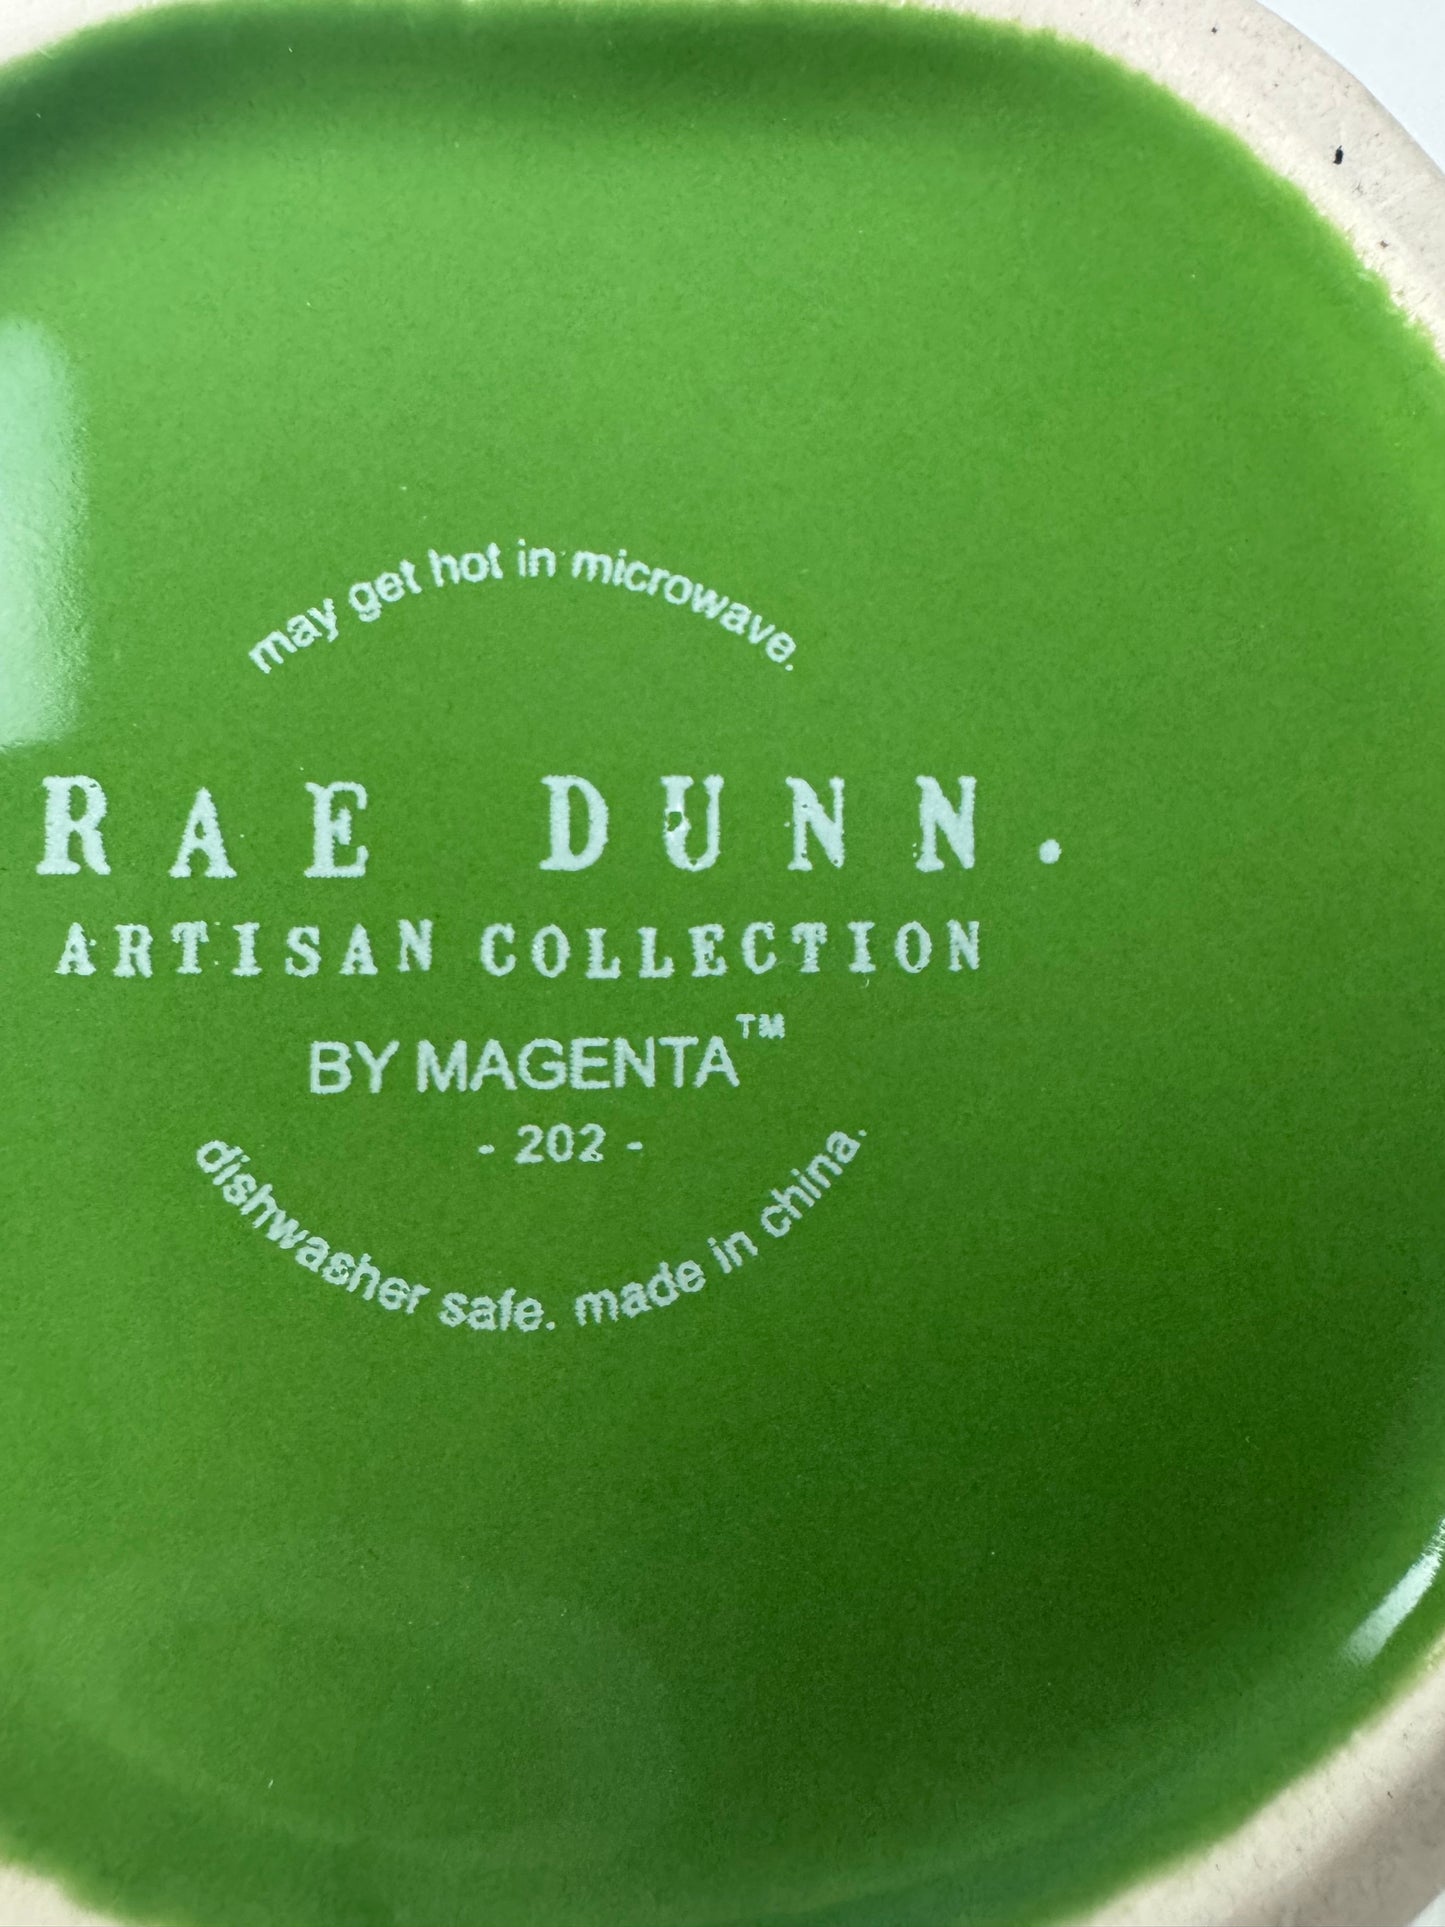 may get hot in microwave.
RAE DUNN.
ARTISAN COLLECTION
BY MAGENTA™
- 202 -
dishwasher safe. made in china.